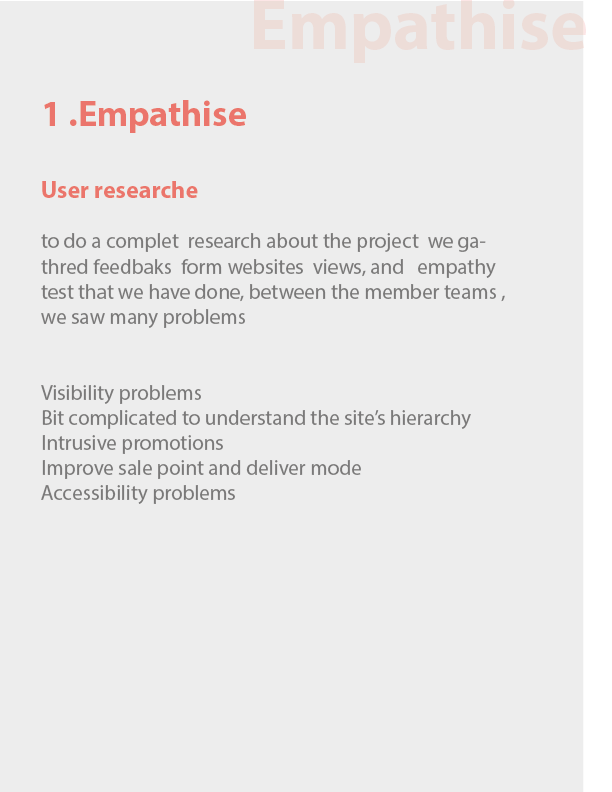 Empathise
1 .Empathise
User researche
to do a complet  research about the project  we ga-
thred feedbaks  form websites  views, and   empathy
test that we have done, between the member teams ,
we saw many problems
Visibility problems
Bit complicated to understand the site’s hierarchy
Intrusive promotions
Improve sale point and deliver mode
Accessibility problems